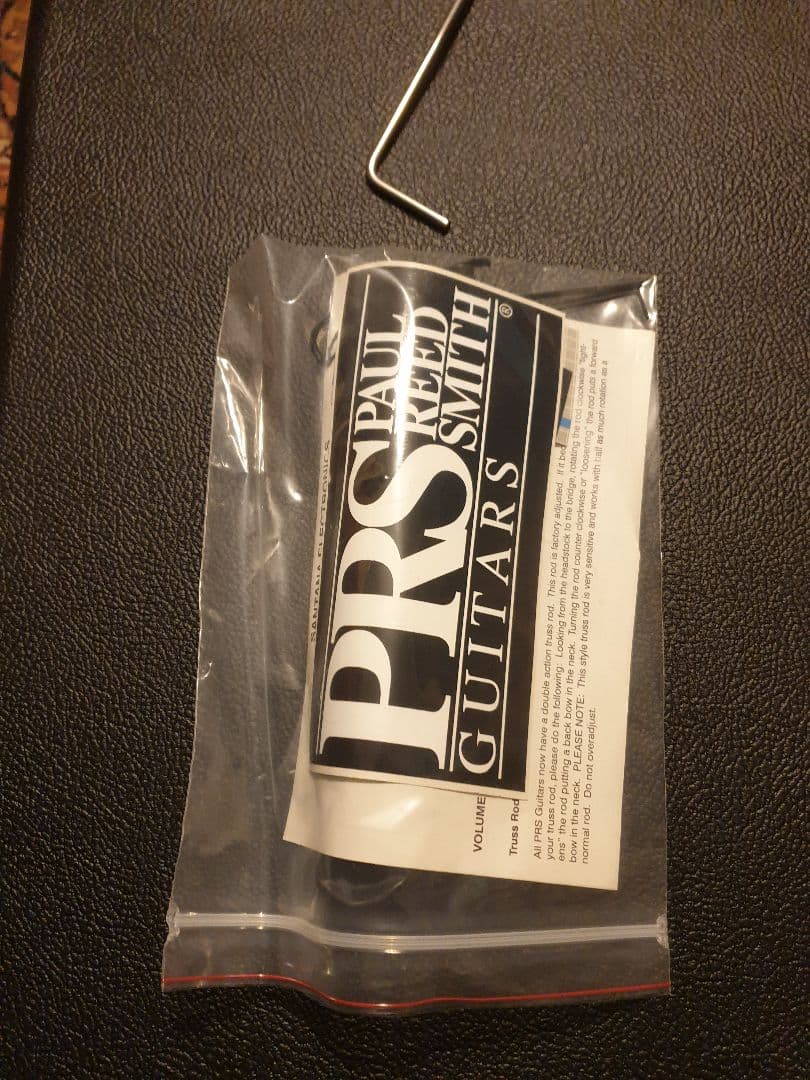 SANTANA ELECTRONICS
PRS PAUL
REED
SMITH
GUITARS ®
VOLUME
Truss Rod
All PRS Guitars now have a double action truss rod. This rod is factory adjusted. If it
your truss rod, please do the following: Looking from the headstock to the bridge, rotating the rod clockwise "tight-
ens" the rod putting a back bow in the neck. Turning the rod counter clockwise or "loosening" the rod puts a forward
bow in the neck. PLEASE NOTE: This style truss rod is very sensitive and works with half as much rotation as a
normal rod. Do not overadjust.